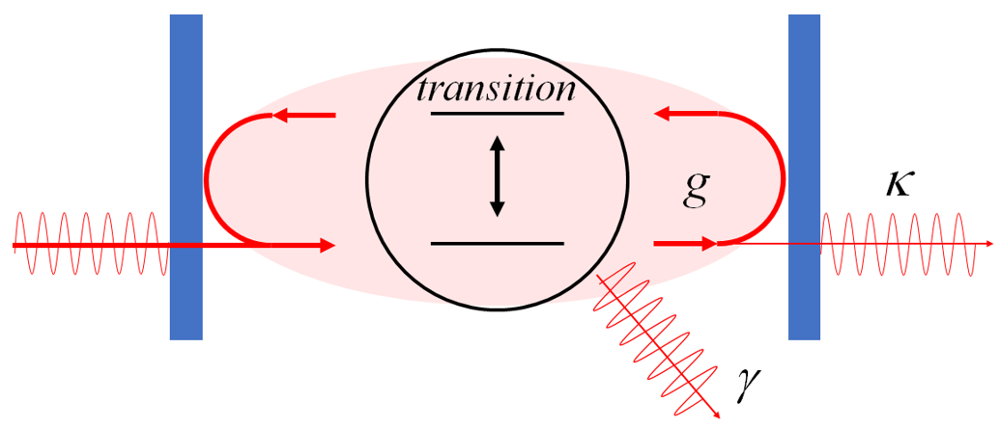 transition
g
κ
γ